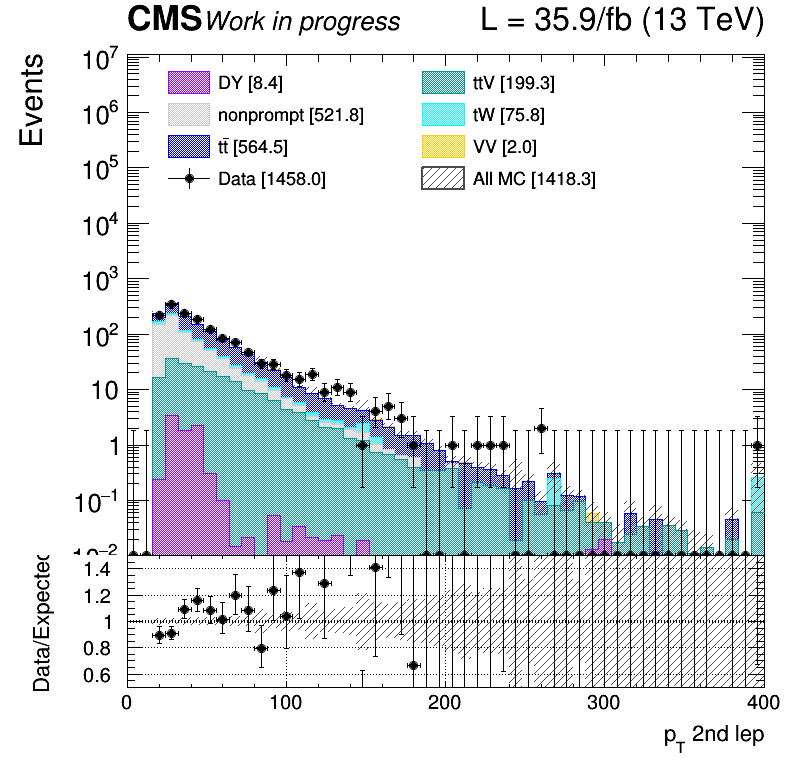 CMS Work in progress L = 35.9/fb (13 TeV)
Events
10^7
10^6
10^5
10^4
10^3
10^2
10
1
10^−1
10^−2
DY [8.4]
nonprompt [521.8]
tt̄ [564.5]
Data [1458.0]
ttV [199.3]
tW [75.8]
VV [2.0]
All MC [1418.3]
Data/Expected
1.4
1.2
1
0.8
0.6
0 100 200 300 400
p_T 2nd lep